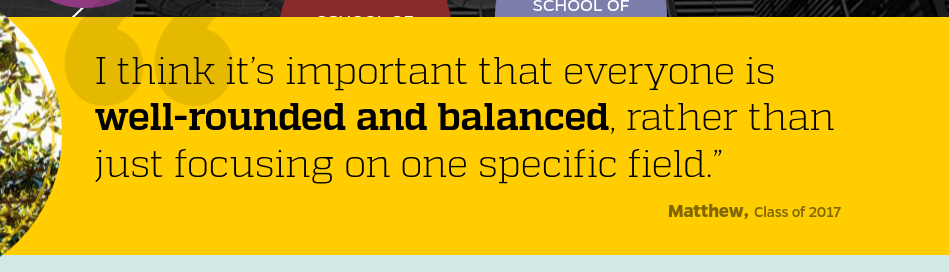 SCHOOL OF
SCHOOL OF
I think it’s important that everyone is
well-rounded and balanced, rather than
just focusing on one specific field.”
Matthew, Class of 2017